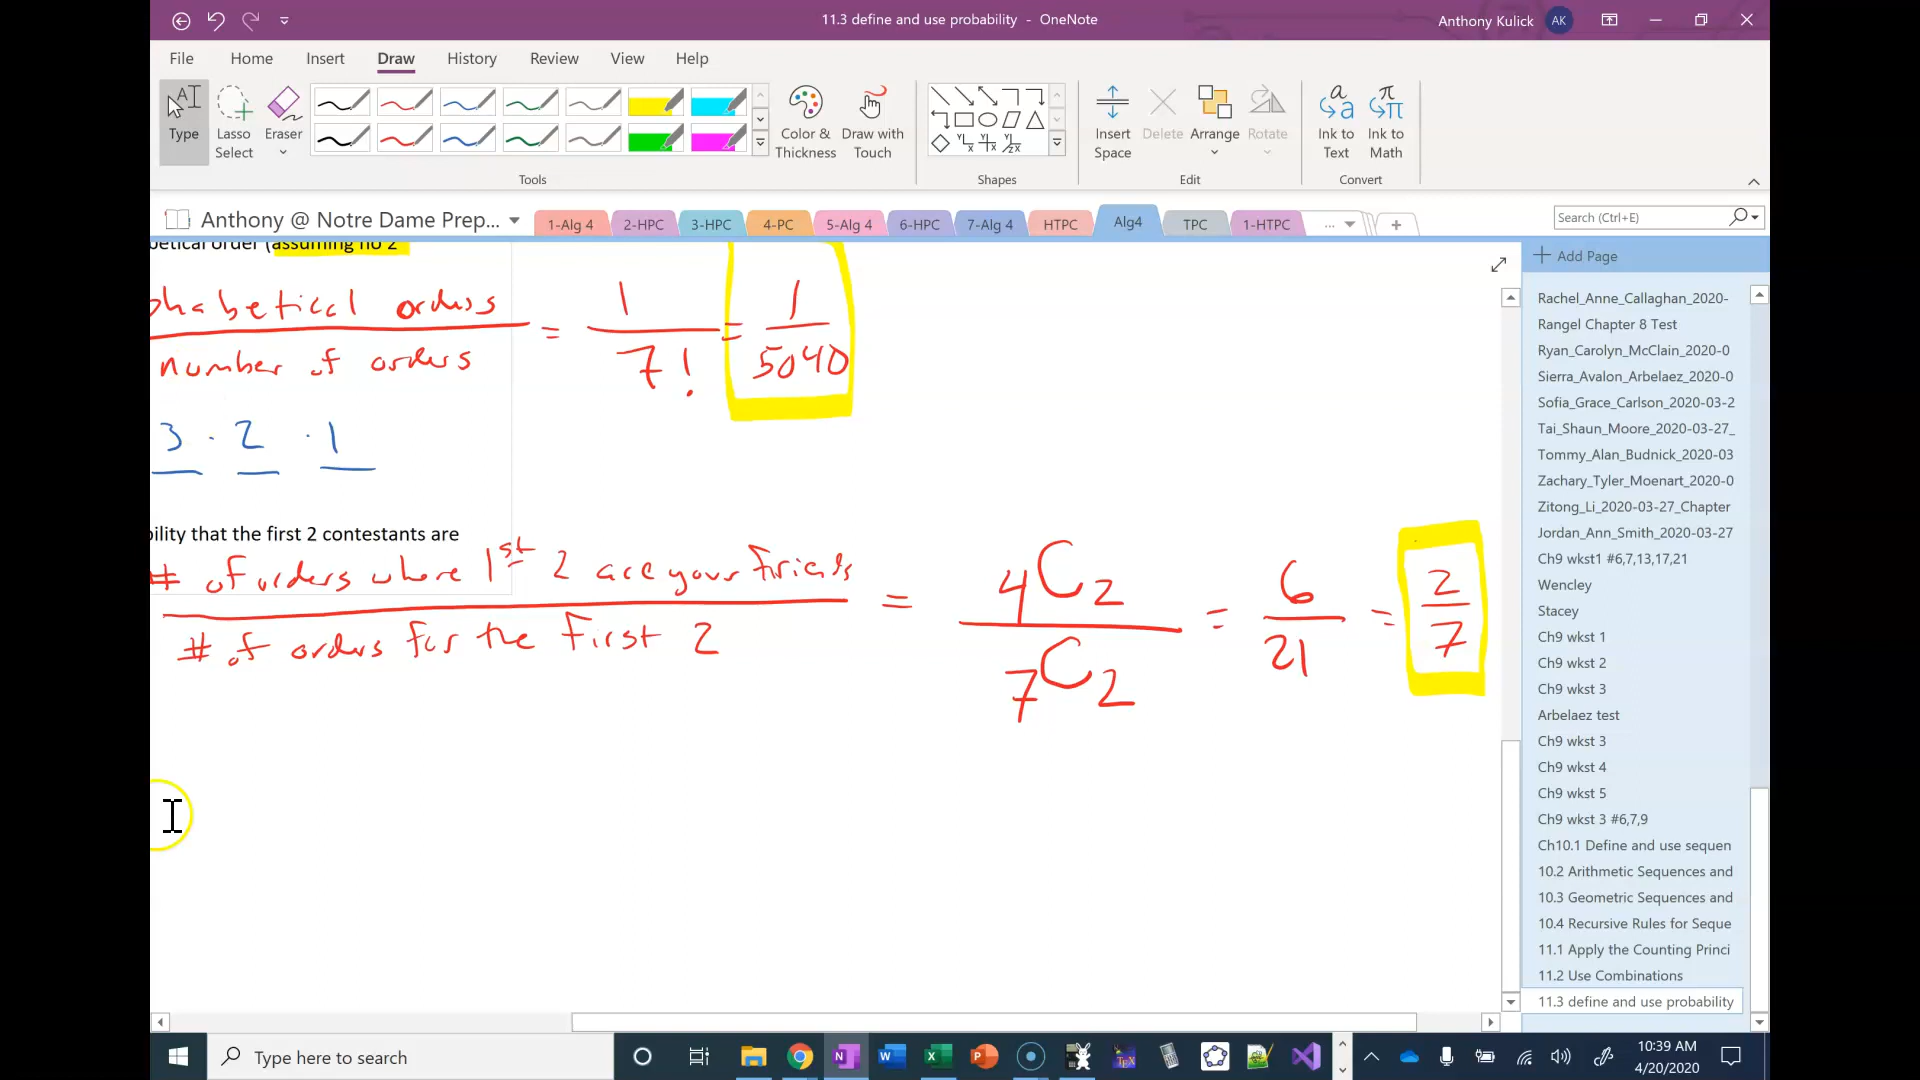 11.3 define and use probability - OneNote
Anthony Kulick AK
File Home Insert Draw History Review View Help
Type
Lasso Select
Eraser
Color & Thickness
Draw with Touch
Insert Space
Delete
Arrange
Rotate
Ink to Text
Ink to Math
Tools
Shapes
Edit
Convert
Anthony @ Notre Dame Prep...
1-Alg 4 2-HPC 3-HPC 4-PC 5-Alg 4 6-HPC 7-Alg 4 HTPC Alg4 TPC 1-HTPC ...
Search (Ctrl+E)
betical order (assuming no 2
phabetical orders
number of orders
= 1 / 7! = 1 / 5040
3 · 2 · 1
bility that the first 2 contestants are
# of orders where 1st 2 are your friends
# of orders for the first 2
= 4C2 / 7C2 = 6 / 21 = 2 / 7
Add Page
Rachel_Anne_Callaghan_2020-
Rangel Chapter 8 Test
Ryan_Carolyn_McClain_2020-0
Sierra_Avalon_Arbelaez_2020-0
Sofia_Grace_Carlson_2020-03-2
Tai_Shaun_Moore_2020-03-27_
Tommy_Alan_Budnick_2020-03
Zachary_Tyler_Moenart_2020-0
Zitong_Li_2020-03-27_Chapter
Jordan_Ann_Smith_2020-03-27
Ch9 wkst1 #6,7,13,17,21
Wencley
Stacey
Ch9 wkst 1
Ch9 wkst 2
Ch9 wkst 3
Arbelaez test
Ch9 wkst 3
Ch9 wkst 4
Ch9 wkst 5
Ch9 wkst 3 #6,7,9
Ch10.1 Define and use sequen
10.2 Arithmetic Sequences and
10.3 Geometric Sequences and
10.4 Recursive Rules for Seque
11.1 Apply the Counting Princi
11.2 Use Combinations
11.3 define and use probability
Type here to search
10:39 AM
4/20/2020